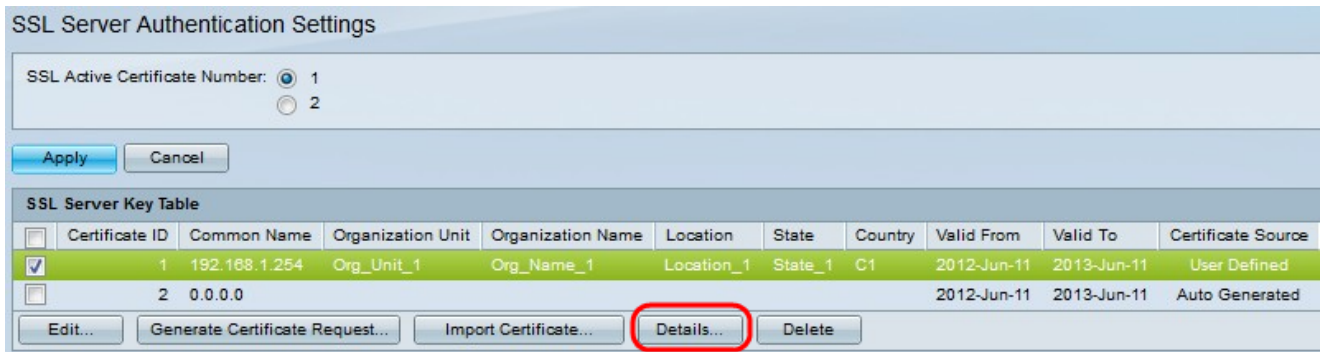 SSL Server Authentication Settings
SSL Active Certificate Number: 1
2
Apply Cancel
SSL Server Key Table
Certificate ID Common Name Organization Unit Organization Name Location State Country Valid From Valid To Certificate Source
1 192.168.1.254 Org_Unit_1 Org_Name_1 Location_1 State_1 C1 2012-Jun-11 2013-Jun-11 User Defined
2 0.0.0.0 2012-Jun-11 2013-Jun-11 Auto Generated
Edit... Generate Certificate Request... Import Certificate... Details... Delete